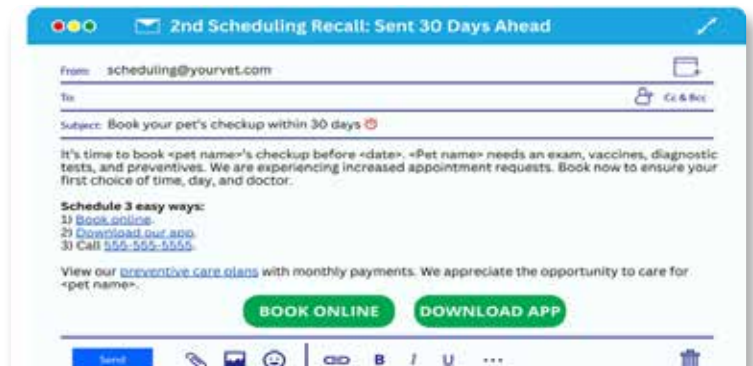 2nd Scheduling Recall: Sent 30 Days Ahead
From: scheduling@yourvet.com
To:
Cc & Bcc
Subject: Book your pet's checkup within 30 days ⏰
It's time to book <pet name>'s checkup before <date>. <Pet name> needs an exam, vaccines, diagnostic
tests, and preventives. We are experiencing increased appointment requests. Book now to ensure your
first choice of time, day, and doctor.
Schedule 3 easy ways:
1) Book online.
2) Download our app.
3) Call 555-555-5555.
View our preventive care plans with monthly payments. We appreciate the opportunity to care for
<pet name>.
BOOK ONLINE DOWNLOAD APP
Send B I U ...